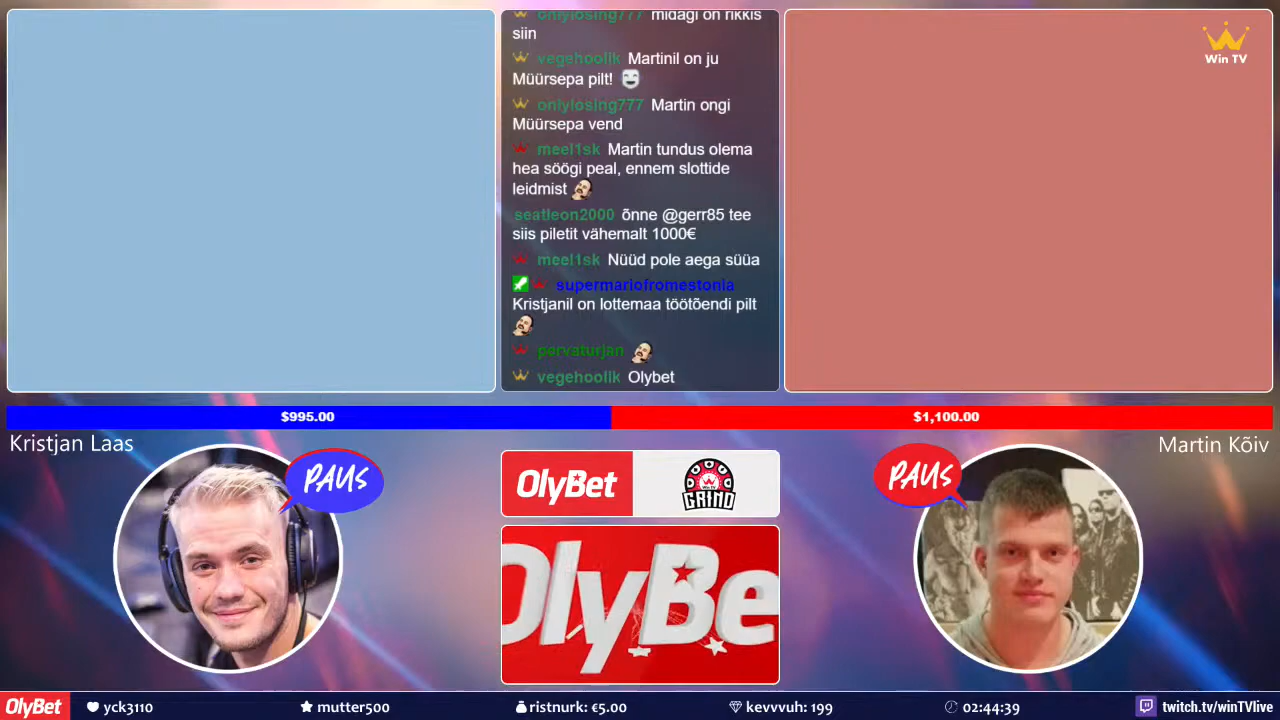 onlylosing777 midagi on rikkis
siin
vegehoolik Martinil on ju
Müürsepa pilt!
onlylosing777 Martin ongi
Müürsepa vend
meel1sk Martin tundus olema
hea söögi peal, ennem slottide
leidmist
seatleon2000 õnne @gerr85 tee
siis piletit vähemalt 1000€
meel1sk Nüüd pole aega süüa
supermariofromestonia
Kristjanil on lottemaa töötõendi pilt
pervaturjan
vegehoolik Olybet
Win TV
$995.00
$1,100.00
Kristjan Laas
Martin Kõiv
PAUS
PAUS
OlyBet
Win TV
GRIND
OlyBe
OlyBet
yck3110
mutter500
ristnurk: €5.00
kevvvuh: 199
02:44:39
twitch.tv/winTVlive